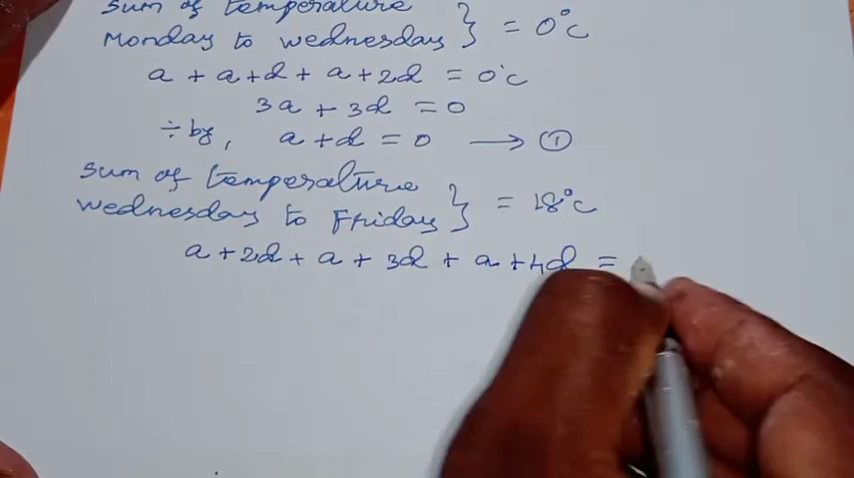 Sum of temperature
Monday to wednesday } = 0°c
a + a+d + a+2d = 0°c
3a + 3d = 0
÷ by, a+d = 0 → ①
Sum of temperature
wednesday to Friday } = 18°c
a+2d + a + 3d + a +4d =